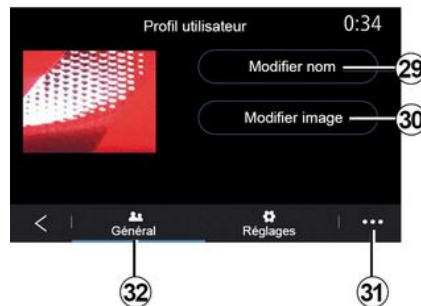 Profil utilisateur 0:34
Modifier nom 29
Modifier image 30
Général Réglages
32 31